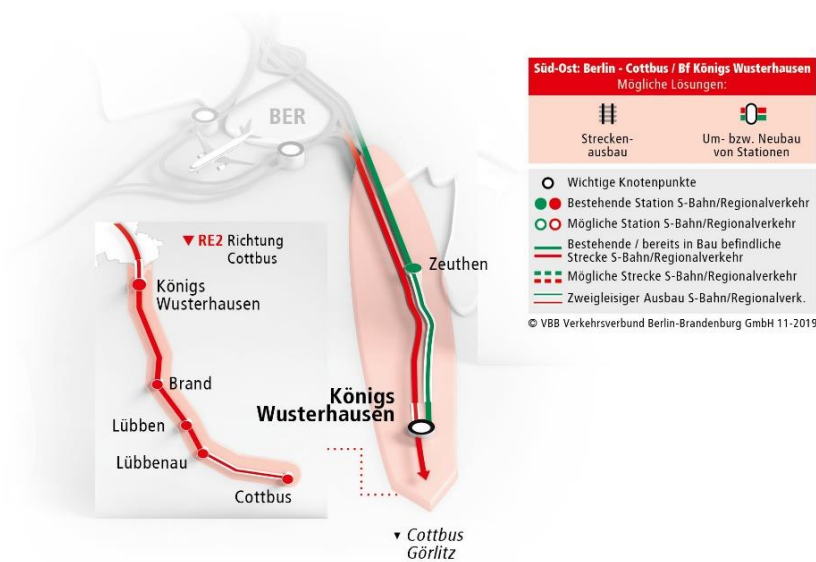 BER
Süd-Ost: Berlin - Cottbus / Bf Königs Wusterhausen
Mögliche Lösungen:
Strecken-
ausbau
Um- bzw. Neubau
von Stationen
Wichtige Knotenpunkte
Bestehende Station S-Bahn/Regionalverkehr
Mögliche Station S-Bahn/Regionalverkehr
Bestehende / bereits in Bau befindliche
Strecke S-Bahn/Regionalverkehr
Mögliche Strecke S-Bahn/Regionalverkehr
Zweigleisiger Ausbau S-Bahn/Regionalverk.
© VBB Verkehrsverbund Berlin-Brandenburg GmbH 11-2019
▼ RE2 Richtung
Cottbus
Königs
Wusterhausen
Brand
Lübben
Lübbenau
Cottbus
Zeuthen
Königs
Wusterhausen
▼ Cottbus
Görlitz